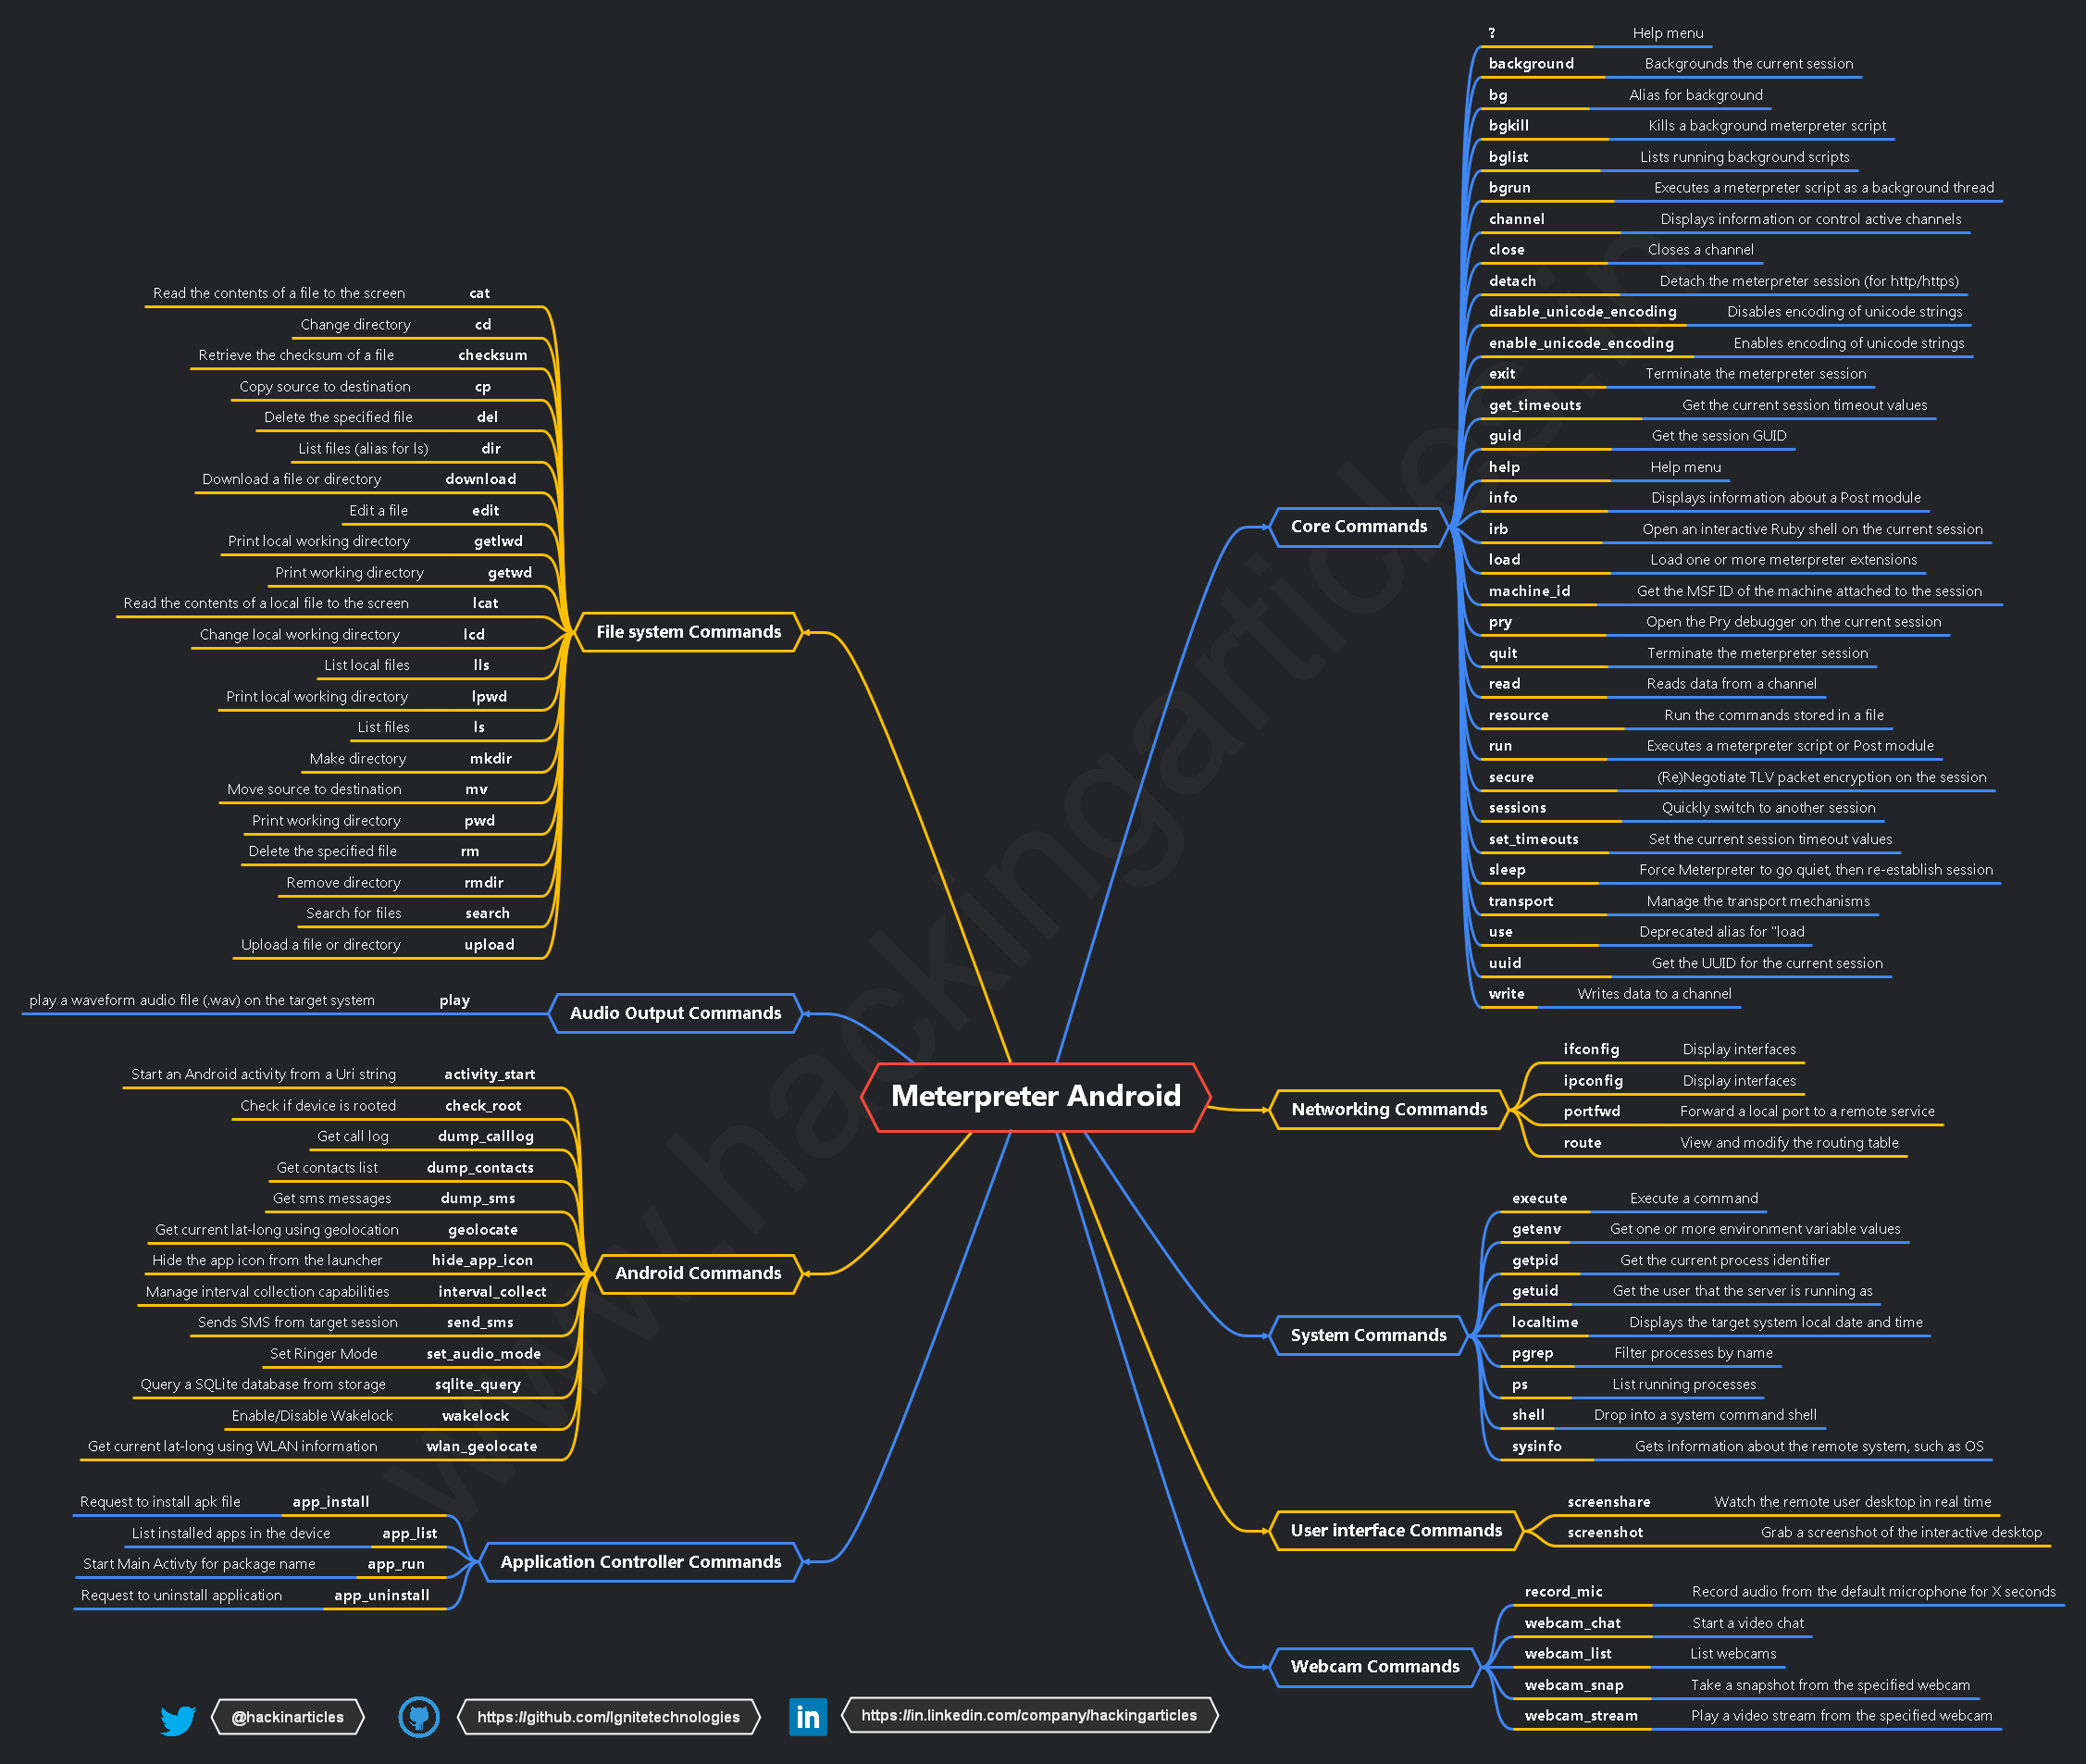 Meterpreter Android
File system Commands
Read the contents of a file to the screen cat
Change directory cd
Retrieve the checksum of a file checksum
Copy source to destination cp
Delete the specified file del
List files (alias for ls) dir
Download a file or directory download
Edit a file edit
Print local working directory getlwd
Print working directory getwd
Read the contents of a local file to the screen lcat
Change local working directory lcd
List local files lls
Print local working directory lpwd
List files ls
Make directory mkdir
Move source to destination mv
Print working directory pwd
Delete the specified file rm
Remove directory rmdir
Search for files search
Upload a file or directory upload
Audio Output Commands
play a waveform audio file (.wav) on the target system play
Android Commands
Start an Android activity from a Uri string activity_start
Check if device is rooted check_root
Get call log dump_calllog
Get contacts list dump_contacts
Get sms messages dump_sms
Get current lat-long using geolocation geolocate
Hide the app icon from the launcher hide_app_icon
Manage interval collection capabilities interval_collect
Sends SMS from target session send_sms
Set Ringer Mode set_audio_mode
Query a SQLite database from storage sqlite_query
Enable/Disable Wakelock wakelock
Get current lat-long using WLAN information wlan_geolocate
Application Controller Commands
Request to install apk file app_install
List installed apps in the device app_list
Start Main Activty for package name app_run
Request to uninstall application app_uninstall
Core Commands
? Help menu
background Backgrounds the current session
bg Alias for background
bgkill Kills a background meterpreter script
bglist Lists running background scripts
bgrun Executes a meterpreter script as a background thread
channel Displays information or control active channels
close Closes a channel
detach Detach the meterpreter session (for http/https)
disable_unicode_encoding Disables encoding of unicode strings
enable_unicode_encoding Enables encoding of unicode strings
exit Terminate the meterpreter session
get_timeouts Get the current session timeout values
guid Get the session GUID
help Help menu
info Displays information about a Post module
irb Open an interactive Ruby shell on the current session
load Load one or more meterpreter extensions
machine_id Get the MSF ID of the machine attached to the session
pry Open the Pry debugger on the current session
quit Terminate the meterpreter session
read Reads data from a channel
resource Run the commands stored in a file
run Executes a meterpreter script or Post module
secure (Re)Negotiate TLV packet encryption on the session
sessions Quickly switch to another session
set_timeouts Set the current session timeout values
sleep Force Meterpreter to go quiet, then re-establish session
transport Manage the transport mechanisms
use Deprecated alias for "load
uuid Get the UUID for the current session
write Writes data to a channel
Networking Commands
ifconfig Display interfaces
ipconfig Display interfaces
portfwd Forward a local port to a remote service
route View and modify the routing table
System Commands
execute Execute a command
getenv Get one or more environment variable values
getpid Get the current process identifier
getuid Get the user that the server is running as
localtime Displays the target system local date and time
pgrep Filter processes by name
ps List running processes
shell Drop into a system command shell
sysinfo Gets information about the remote system, such as OS
User interface Commands
screenshare Watch the remote user desktop in real time
screenshot Grab a screenshot of the interactive desktop
Webcam Commands
record_mic Record audio from the default microphone for X seconds
webcam_chat Start a video chat
webcam_list List webcams
webcam_snap Take a snapshot from the specified webcam
webcam_stream Play a video stream from the specified webcam
@hackinarticles
https://github.com/Ignitetechnologies
in
https://in.linkedin.com/company/hackingarticles
www.hackingarticles.in